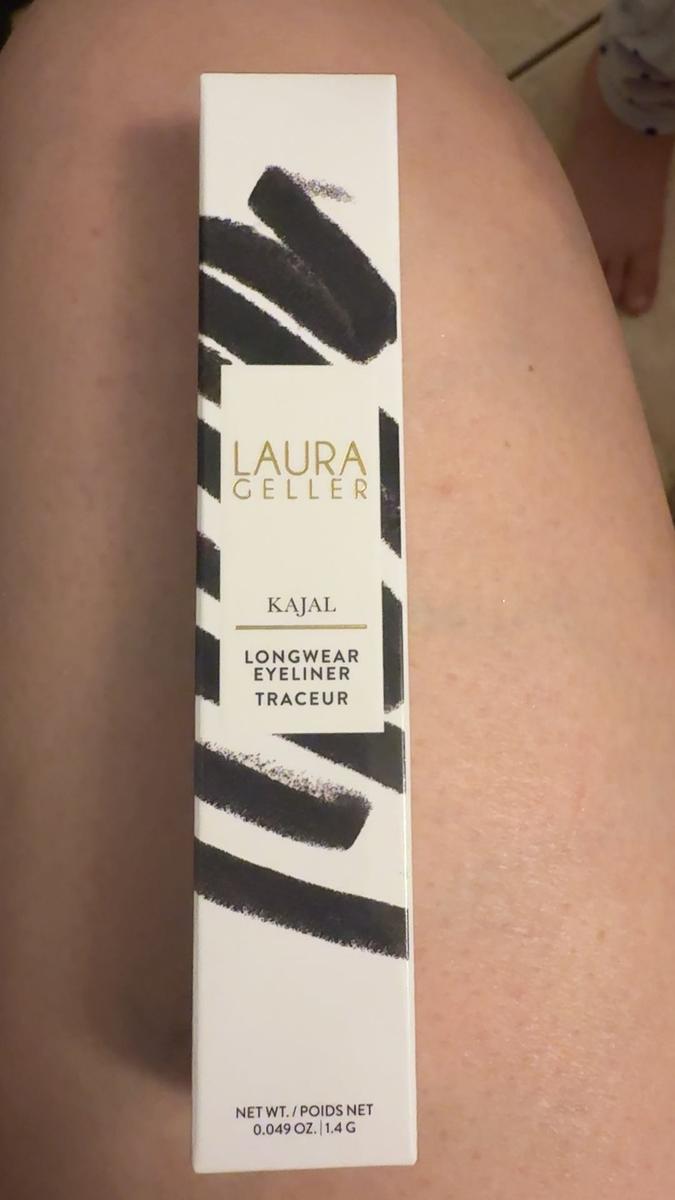 LAURA
GELLER
KAJAL
LONGWEAR
EYELINER
TRACEUR
NET WT. / POIDS NET
0.049 OZ. | 1.4 G